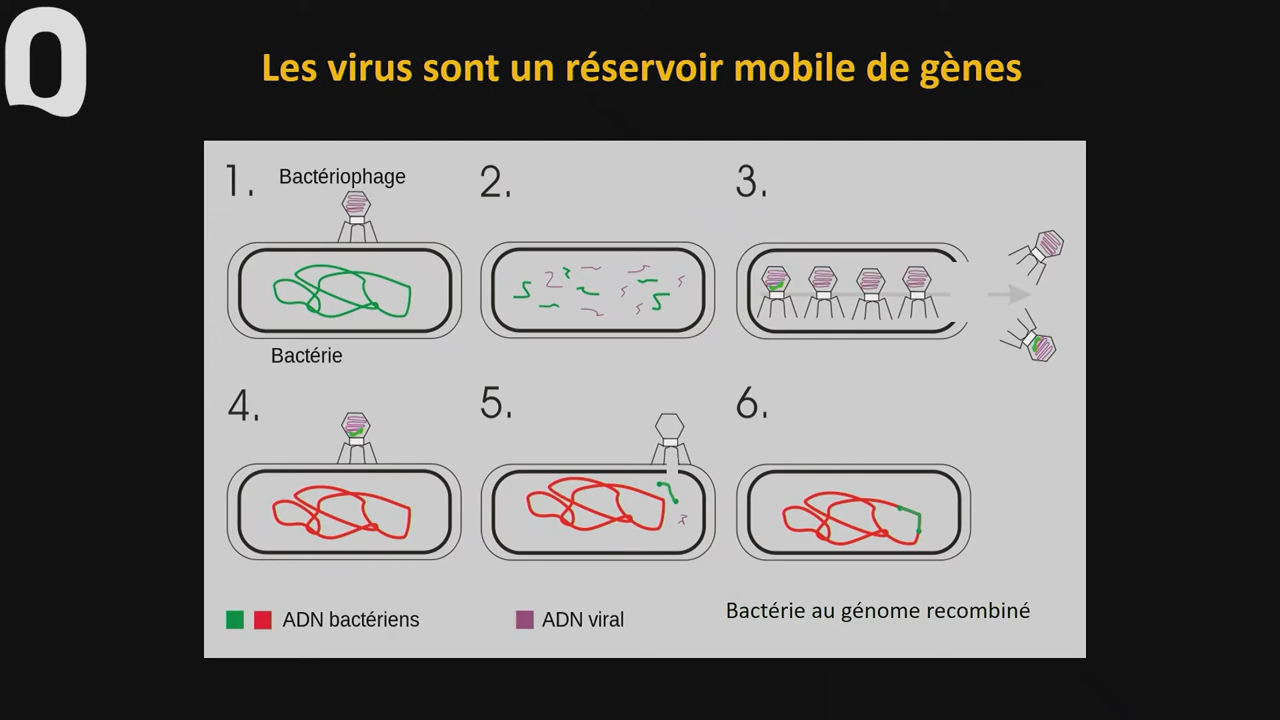 Q
Les virus sont un réservoir mobile de gènes
1.
Bactériophage
2.
3.
Bactérie
4.
5.
6.
ADN bactériens
ADN viral
Bactérie au génome recombiné